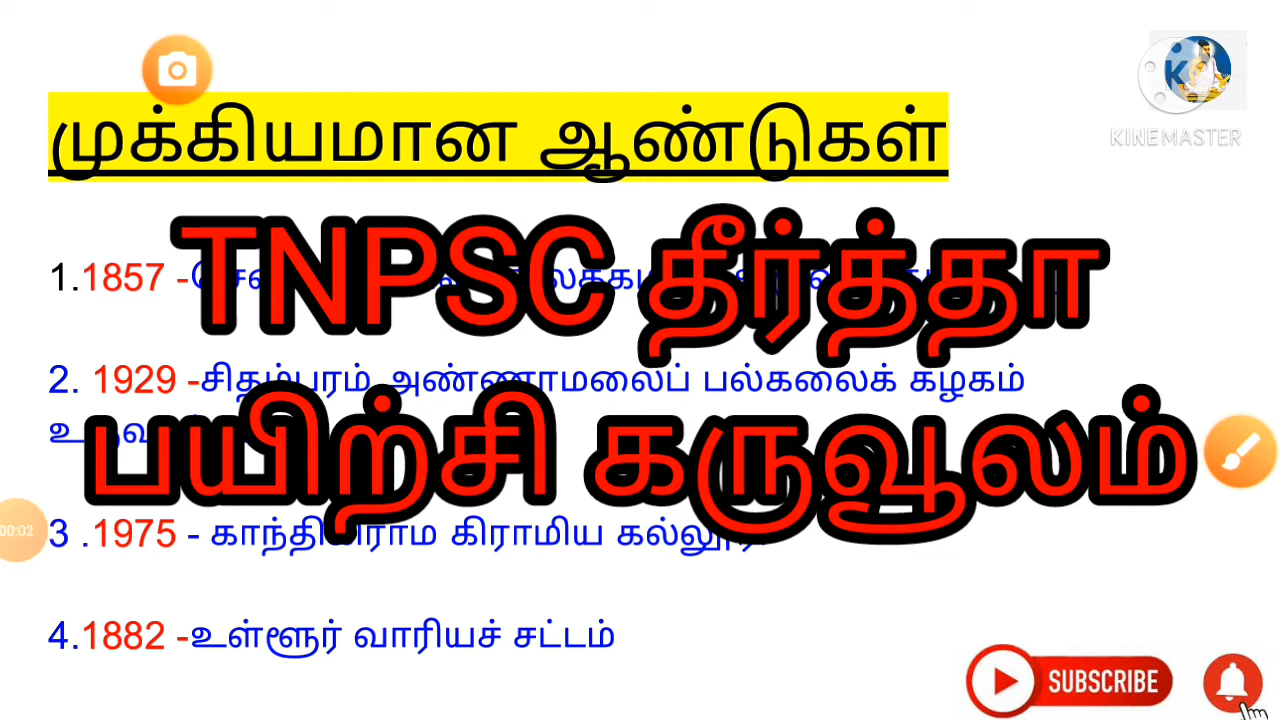 KINEMASTER
முக்கியமான ஆண்டுகள்
TNPSC தீர்த்தா
1.1857 -
2. 1929 -சிதம்பரம் அண்ணாமலைப் பல்கலைக் கழகம்
பயிற்சி கருவூலம்
00:02
3 .1975 - காந்தி கிராம கிராமிய கல்லூரி
4.1882 -உள்ளூர் வாரியச் சட்டம்
SUBSCRIBE